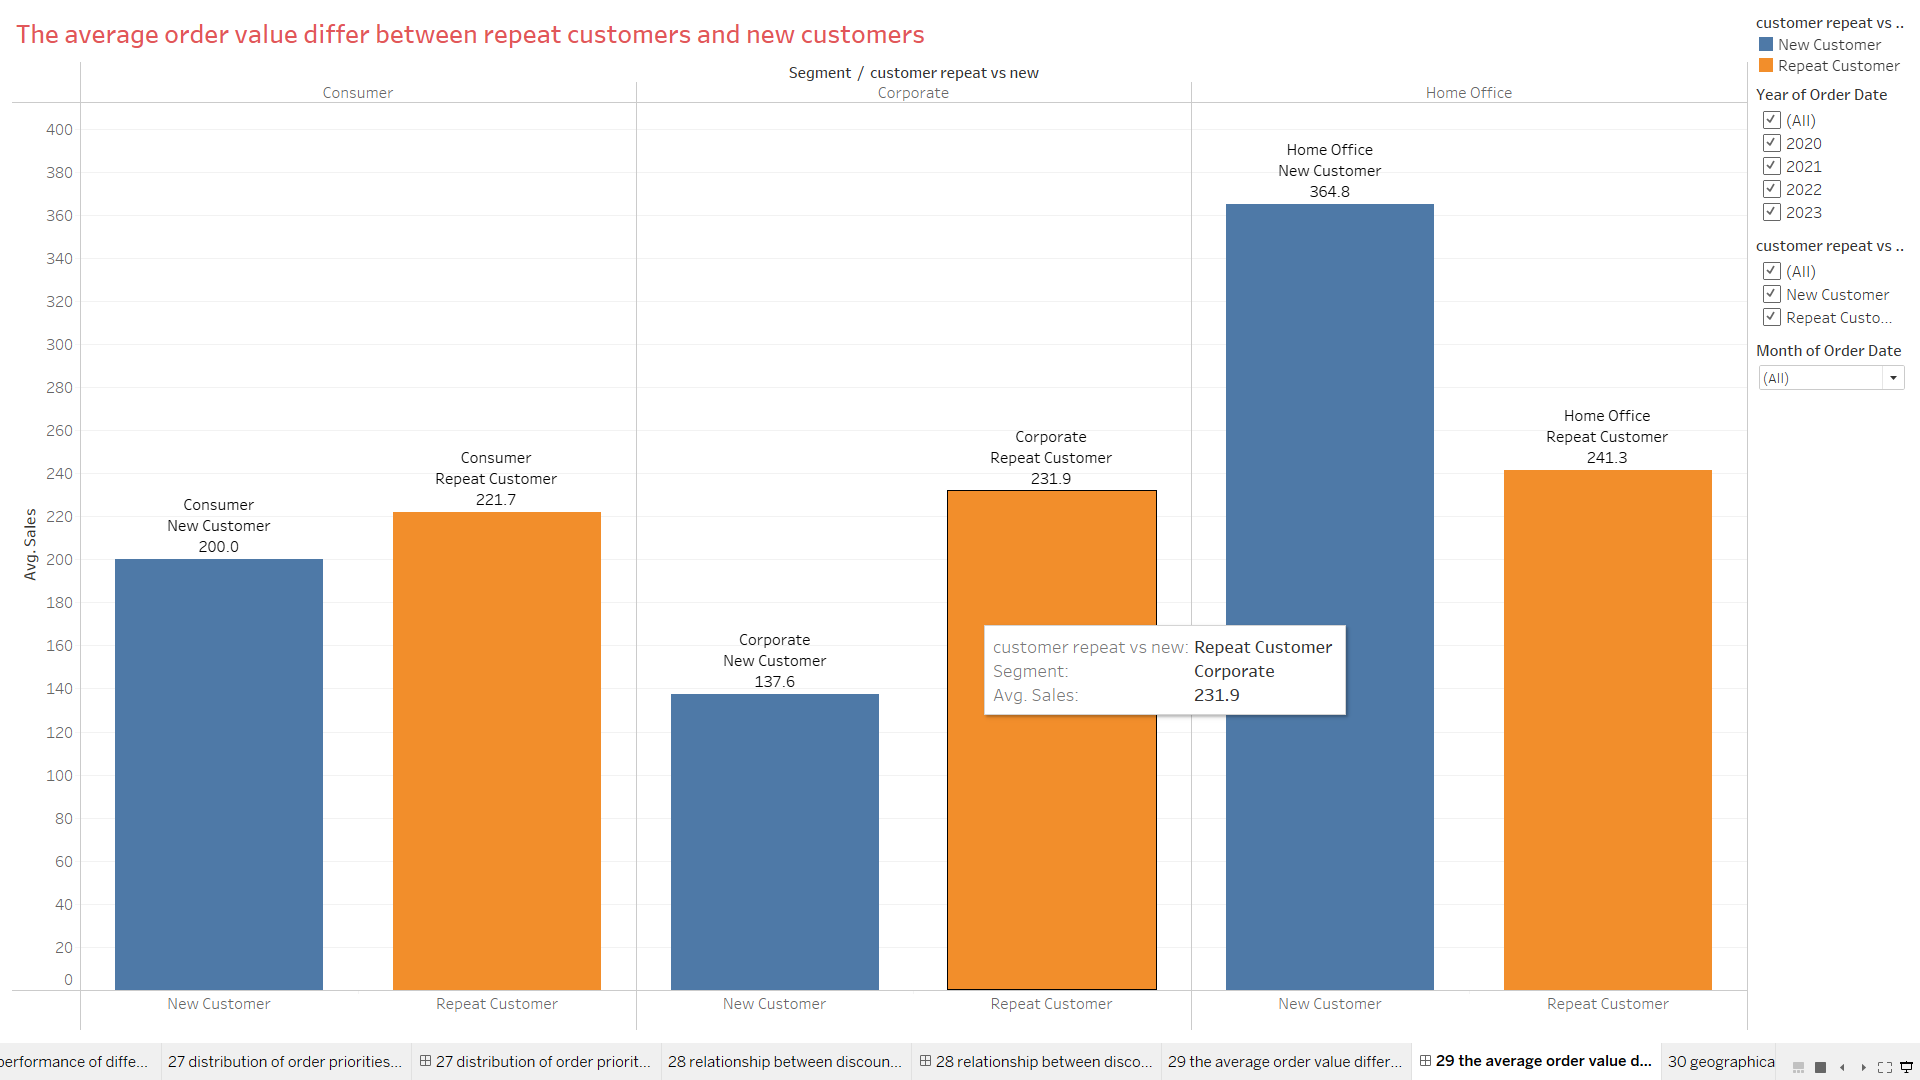 The average order value differ between repeat customers and new customers
Segment / customer repeat vs new
Consumer
Corporate
Home Office
Avg. Sales
400
380
360
340
320
300
280
260
240
220
200
180
160
140
120
100
80
60
40
20
0
Consumer
New Customer
200.0
Consumer
Repeat Customer
221.7
Corporate
New Customer
137.6
Corporate
Repeat Customer
231.9
Home Office
New Customer
364.8
Home Office
Repeat Customer
241.3
customer repeat vs new: Repeat Customer
Segment: Corporate
Avg. Sales: 231.9
New Customer
Repeat Customer
New Customer
Repeat Customer
New Customer
Repeat Customer
customer repeat vs ..
New Customer
Repeat Customer
Year of Order Date
(All)
2020
2021
2022
2023
customer repeat vs ..
(All)
New Customer
Repeat Custo...
Month of Order Date
(All)
performance of diffe...
27 distribution of order priorities...
27 distribution of order priorit...
28 relationship between discoun...
28 relationship between disco...
29 the average order value differ...
29 the average order value d...
30 geographica